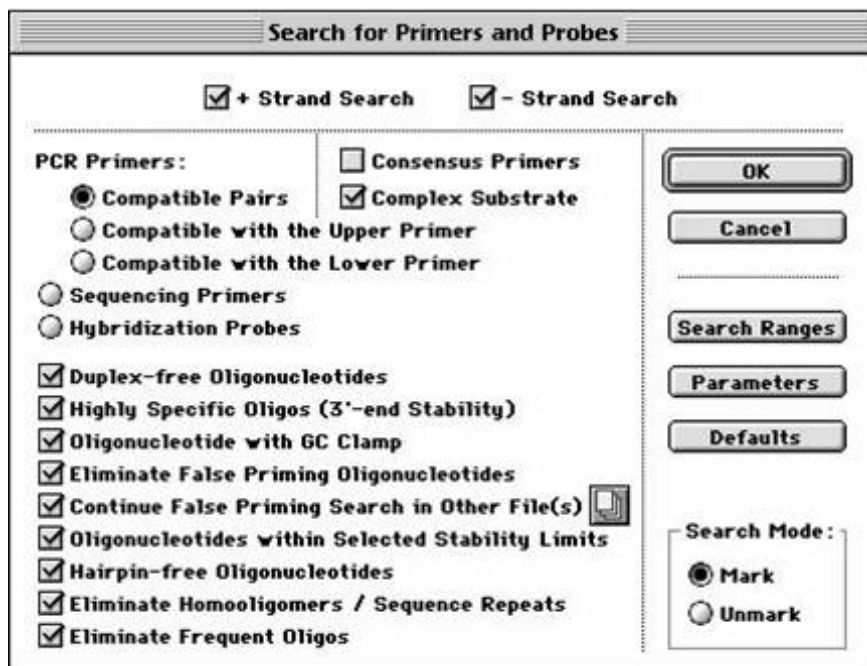 Search for Primers and Probes
+ Strand Search
- Strand Search
PCR Primers:
Consensus Primers
Compatible Pairs
Complex Substrate
Compatible with the Upper Primer
Compatible with the Lower Primer
Sequencing Primers
Hybridization Probes
Duplex-free Oligonucleotides
Highly Specific Oligos (3'-end Stability)
Oligonucleotide with GC Clamp
Eliminate False Priming Oligonucleotides
Continue False Priming Search in Other File(s)
Oligonucleotides within Selected Stability Limits
Hairpin-free Oligonucleotides
Eliminate Homooligomers / Sequence Repeats
Eliminate Frequent Oligos
OK
Cancel
Search Ranges
Parameters
Defaults
Search Mode:
Mark
Unmark